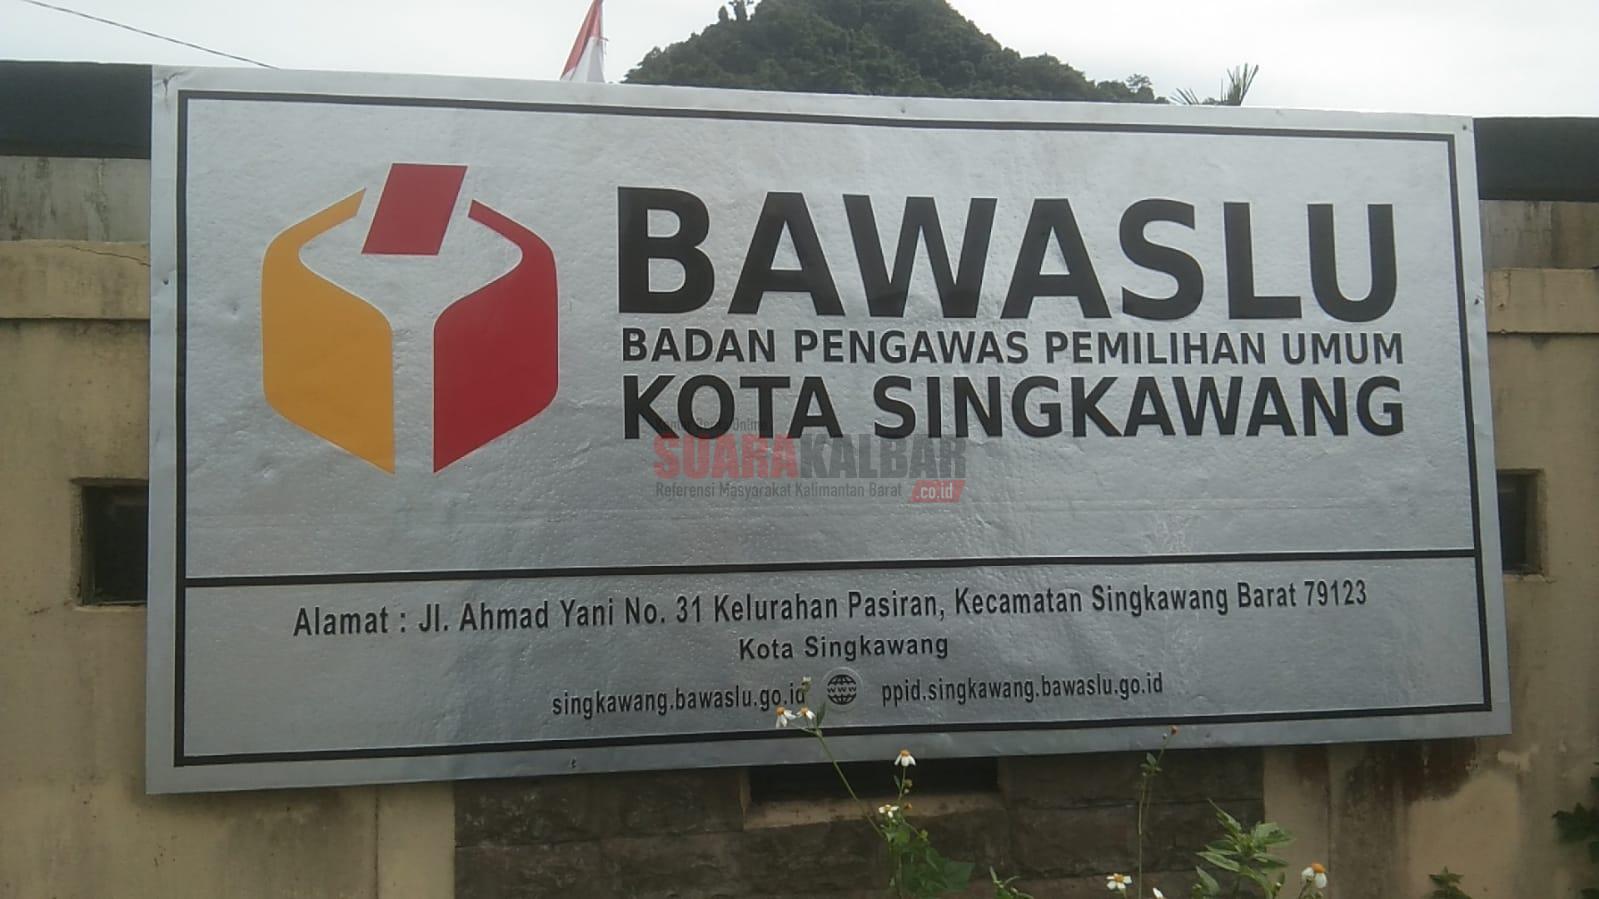 BAWASLU
BADAN PENGAWAS PEMILIHAN UMUM
KOTA SINGKAWANG
SUARAKALBAR
Referensi Masyarakat Kalimantan Barat .co.id
Alamat : Jl. Ahmad Yani No. 31 Kelurahan Pasiran, Kecamatan Singkawang Barat 79123
Kota Singkawang
singkawang.bawaslu.go.id www ppid.singkawang.bawaslu.go.id